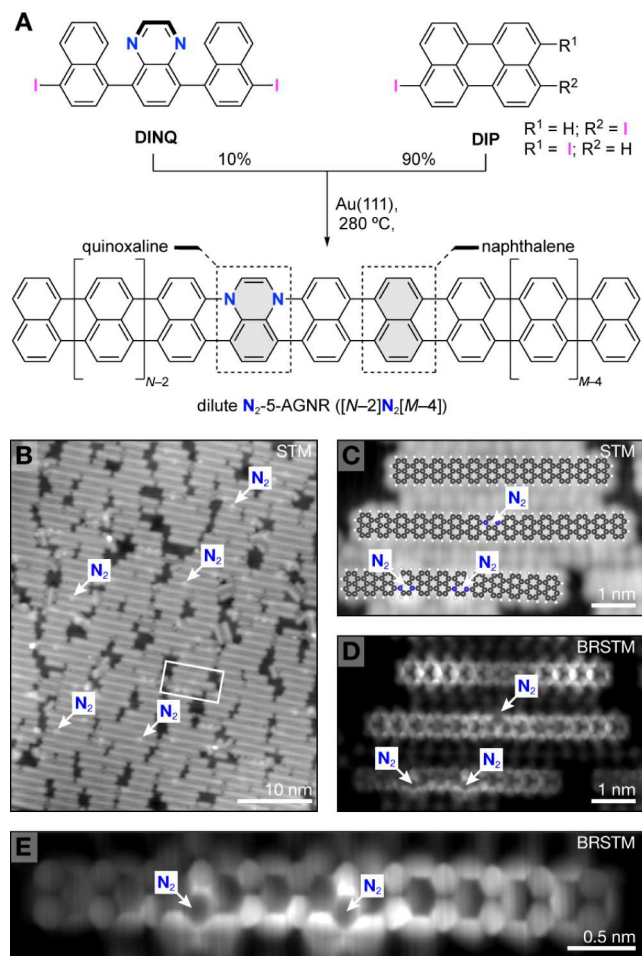 A
N N
I I
DINQ
I
R¹
R²
DIP
R¹ = H; R² = I
R¹ = I; R² = H
10% 90%
Au(111),
280 ºC,
quinoxaline naphthalene
N N
N–2 M–4
dilute N₂-5-AGNR ([N–2]N₂[M–4])
B STM
N₂
N₂
N₂
N₂
N₂
10 nm
C STM
N₂
N₂ N₂
1 nm
D BRSTM
N₂
N₂ N₂
1 nm
E BRSTM
N₂ N₂
0.5 nm